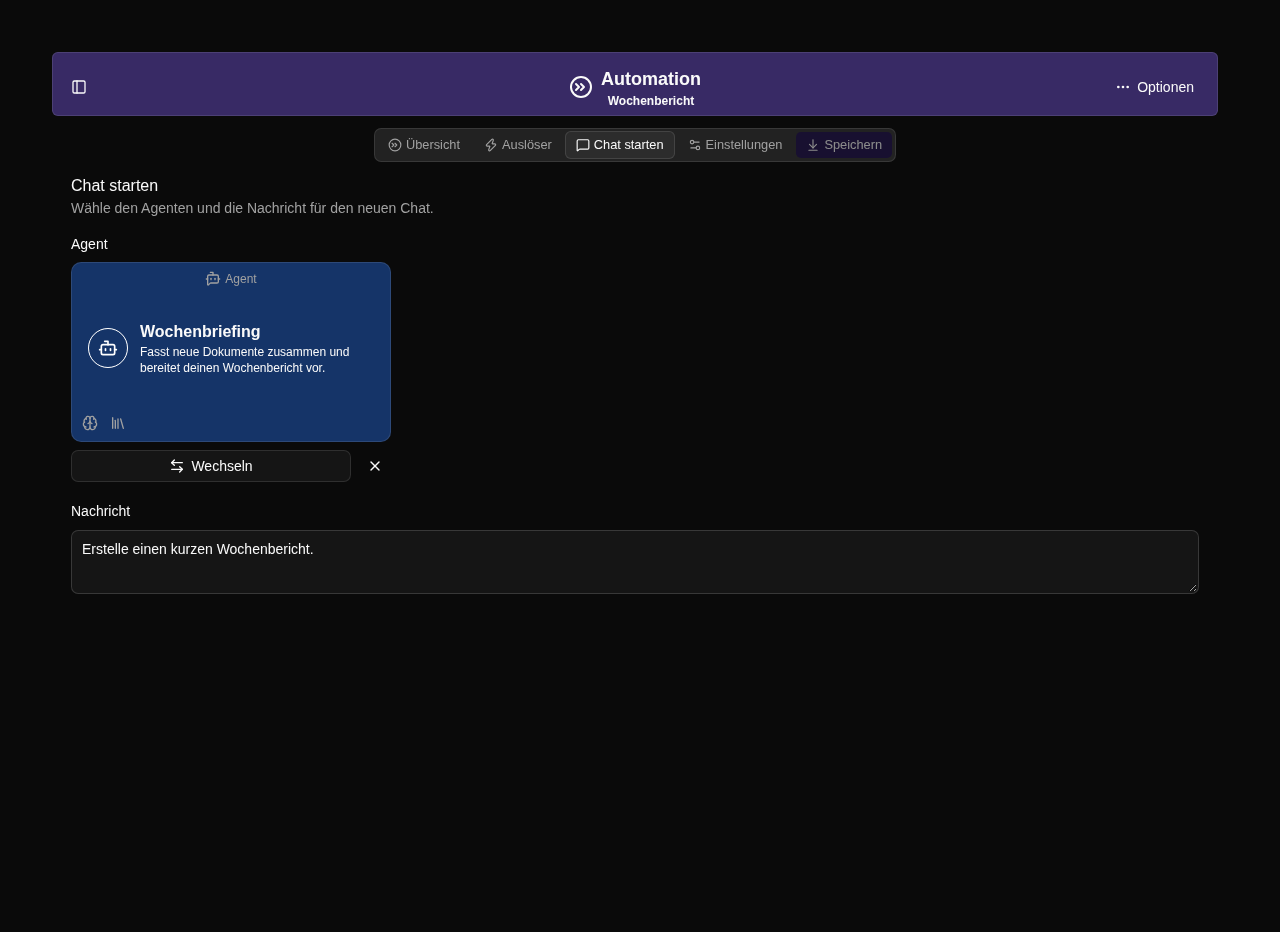 Automation
Wochenbericht
Optionen
Übersicht
Auslöser
Chat starten
Einstellungen
Speichern
Chat starten
Wähle den Agenten und die Nachricht für den neuen Chat.
Agent
Agent
Wochenbriefing
Fasst neue Dokumente zusammen und
bereitet deinen Wochenbericht vor.
Wechseln
Nachricht
Erstelle einen kurzen Wochenbericht.